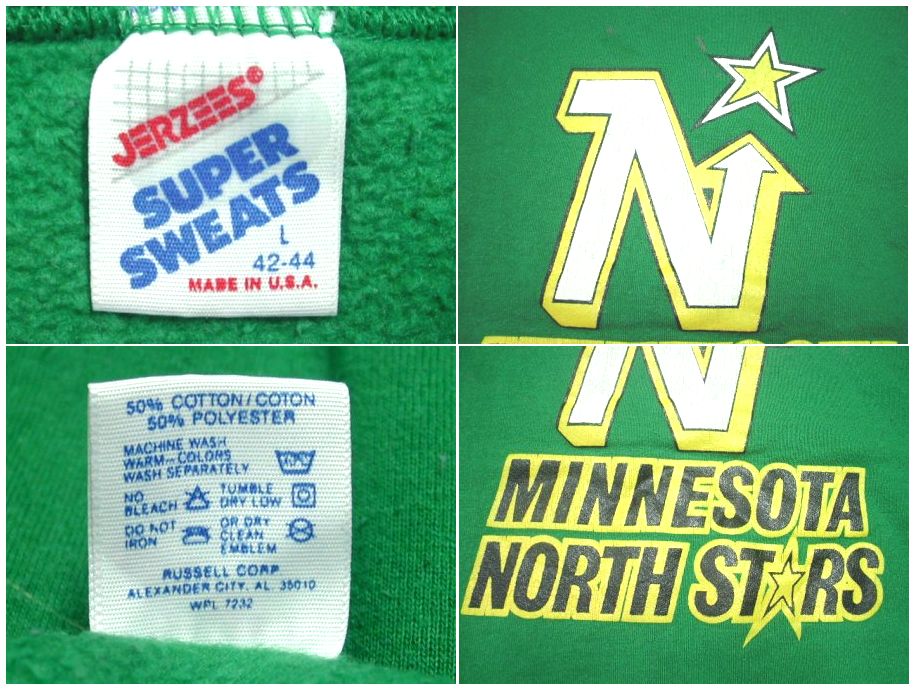 JERZEES®
SUPER
SWEATS
L
42-44
MADE IN U.S.A.
N
50% COTTON/COTON
50% POLYESTER
MACHINE WASH
WARM-COLORS
WASH SEPARATELY
NO
BLEACH
TUMBLE
DRY LOW
DO NOT
IRON
OR DRY
CLEAN
EMBLEM
RUSSELL CORP
ALEXANDER CITY, AL 35010
WPL 7232
MINNESOTA
NORTH STARS